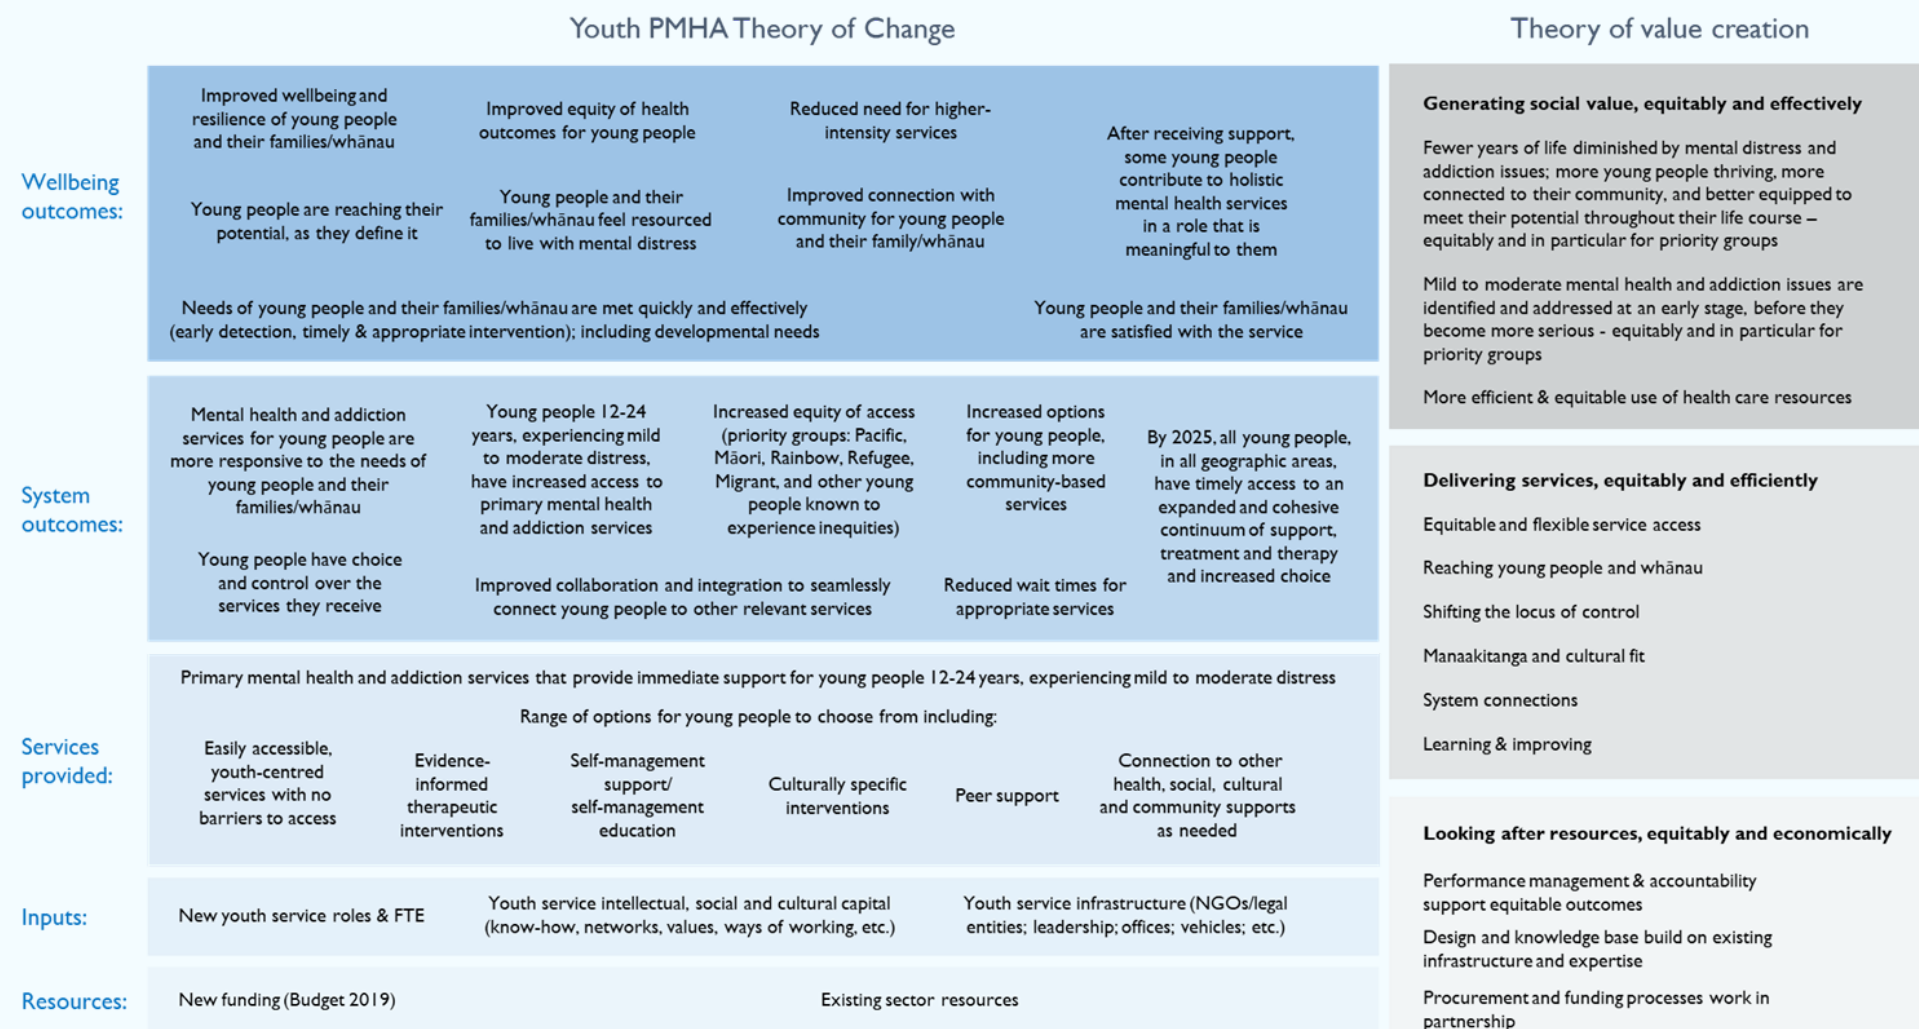 Youth PMHA Theory of Change
Theory of value creation
Wellbeing
outcomes:
Improved wellbeing and
resilience of young people
and their families/whānau
Improved equity of health
outcomes for young people
Reduced need for higher-
intensity services
After receiving support,
some young people
contribute to holistic
mental health services
in a role that is
meaningful to them
Young people are reaching their
potential, as they define it
Young people and their
families/whānau feel resourced
to live with mental distress
Improved connection with
community for young people
and their family/whānau
Needs of young people and their families/whānau are met quickly and effectively
(early detection, timely & appropriate intervention); including developmental needs
Young people and their families/whānau
are satisfied with the service
System
outcomes:
Mental health and addiction
services for young people are
more responsive to the needs of
young people and their
families/whānau
Young people 12-24
years, experiencing mild
to moderate distress,
have increased access to
primary mental health
and addiction services
Increased equity of access
(priority groups: Pacific,
Māori, Rainbow, Refugee,
Migrant, and other young
people known to
experience inequities)
Increased options
for young people,
including more
community-based
services
By 2025, all young people,
in all geographic areas,
have timely access to an
expanded and cohesive
continuum of support,
treatment and therapy
and increased choice
Young people have choice
and control over the
services they receive
Improved collaboration and integration to seamlessly
connect young people to other relevant services
Reduced wait times for
appropriate services
Services
provided:
Primary mental health and addiction services that provide immediate support for young people 12-24 years, experiencing mild to moderate distress
Range of options for young people to choose from including:
Easily accessible,
youth-centred
services with no
barriers to access
Evidence-
informed
therapeutic
interventions
Self-management
support/
self-management
education
Culturally specific
interventions
Peer support
Connection to other
health, social, cultural
and community supports
as needed
Inputs:
New youth service roles & FTE
Youth service intellectual, social and cultural capital
(know-how, networks, values, ways of working, etc.)
Youth service infrastructure (NGOs/legal
entities; leadership; offices; vehicles; etc.)
Resources:
New funding (Budget 2019)
Existing sector resources
Generating social value, equitably and effectively
Fewer years of life diminished by mental distress and
addiction issues; more young people thriving, more
connected to their community, and better equipped to
meet their potential throughout their life course –
equitably and in particular for priority groups
Mild to moderate mental health and addiction issues are
identified and addressed at an early stage, before they
become more serious - equitably and in particular for
priority groups
More efficient & equitable use of health care resources
Delivering services, equitably and efficiently
Equitable and flexible service access
Reaching young people and whānau
Shifting the locus of control
Manaakitanga and cultural fit
System connections
Learning & improving
Looking after resources, equitably and economically
Performance management & accountability
support equitable outcomes
Design and knowledge base build on existing
infrastructure and expertise
Procurement and funding processes work in
partnership